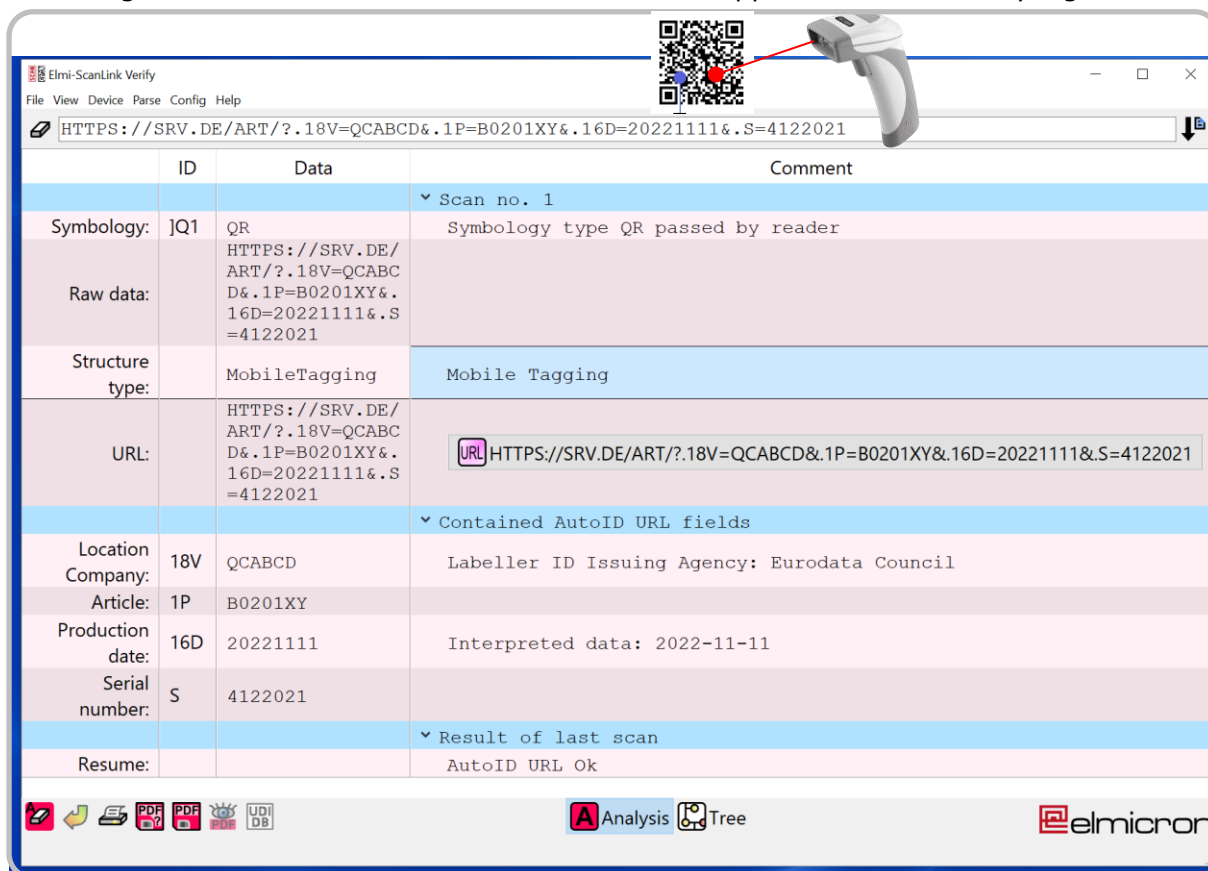 Elmi-ScanLink Verify
File View Device Parse Config Help
HTTPS://SRV.DE/ART/?.18V=QCABCD&.1P=B0201XY&.16D=20221111&.S=4122021
ID Data Comment
Scan no. 1
Symbology: ]Q1 QR Symbology type QR passed by reader
Raw data:
HTTPS://SRV.DE/
ART/?.18V=QCABC
D&.1P=B0201XY&.
16D=20221111&.S
=4122021
Structure
type:
MobileTagging Mobile Tagging
URL:
HTTPS://SRV.DE/
ART/?.18V=QCABC
D&.1P=B0201XY&.
16D=20221111&.S
=4122021
URL HTTPS://SRV.DE/ART/?.18V=QCABCD&.1P=B0201XY&.16D=20221111&.S=4122021
Contained AutoID URL fields
Location
Company:
18V QCABCD Labeller ID Issuing Agency: Eurodata Council
Article: 1P B0201XY
Production
date:
16D 20221111 Interpreted data: 2022-11-11
Serial
number:
S 4122021
Result of last scan
Resume: AutoID URL Ok
A PDF ? PDF PDF UDI DB
A Analysis Tree
elmicron